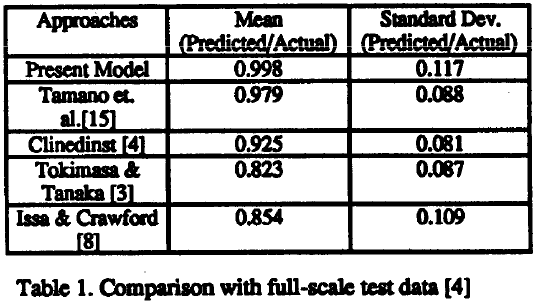 Approaches Mean Standard Dev.
(Predicted/Actual) (Predicted/Actual)
Present Model 0.998 0.117
Tamano et. 0.979 0.088
al.[15]
Clinedinst [4] 0.925 0.081
Tokimasa & 0.823 0.087
Tanaka [3]
Issa & Crawford 0.854 0.109
[8]
Table 1. Comparison with full-scale test data [4]